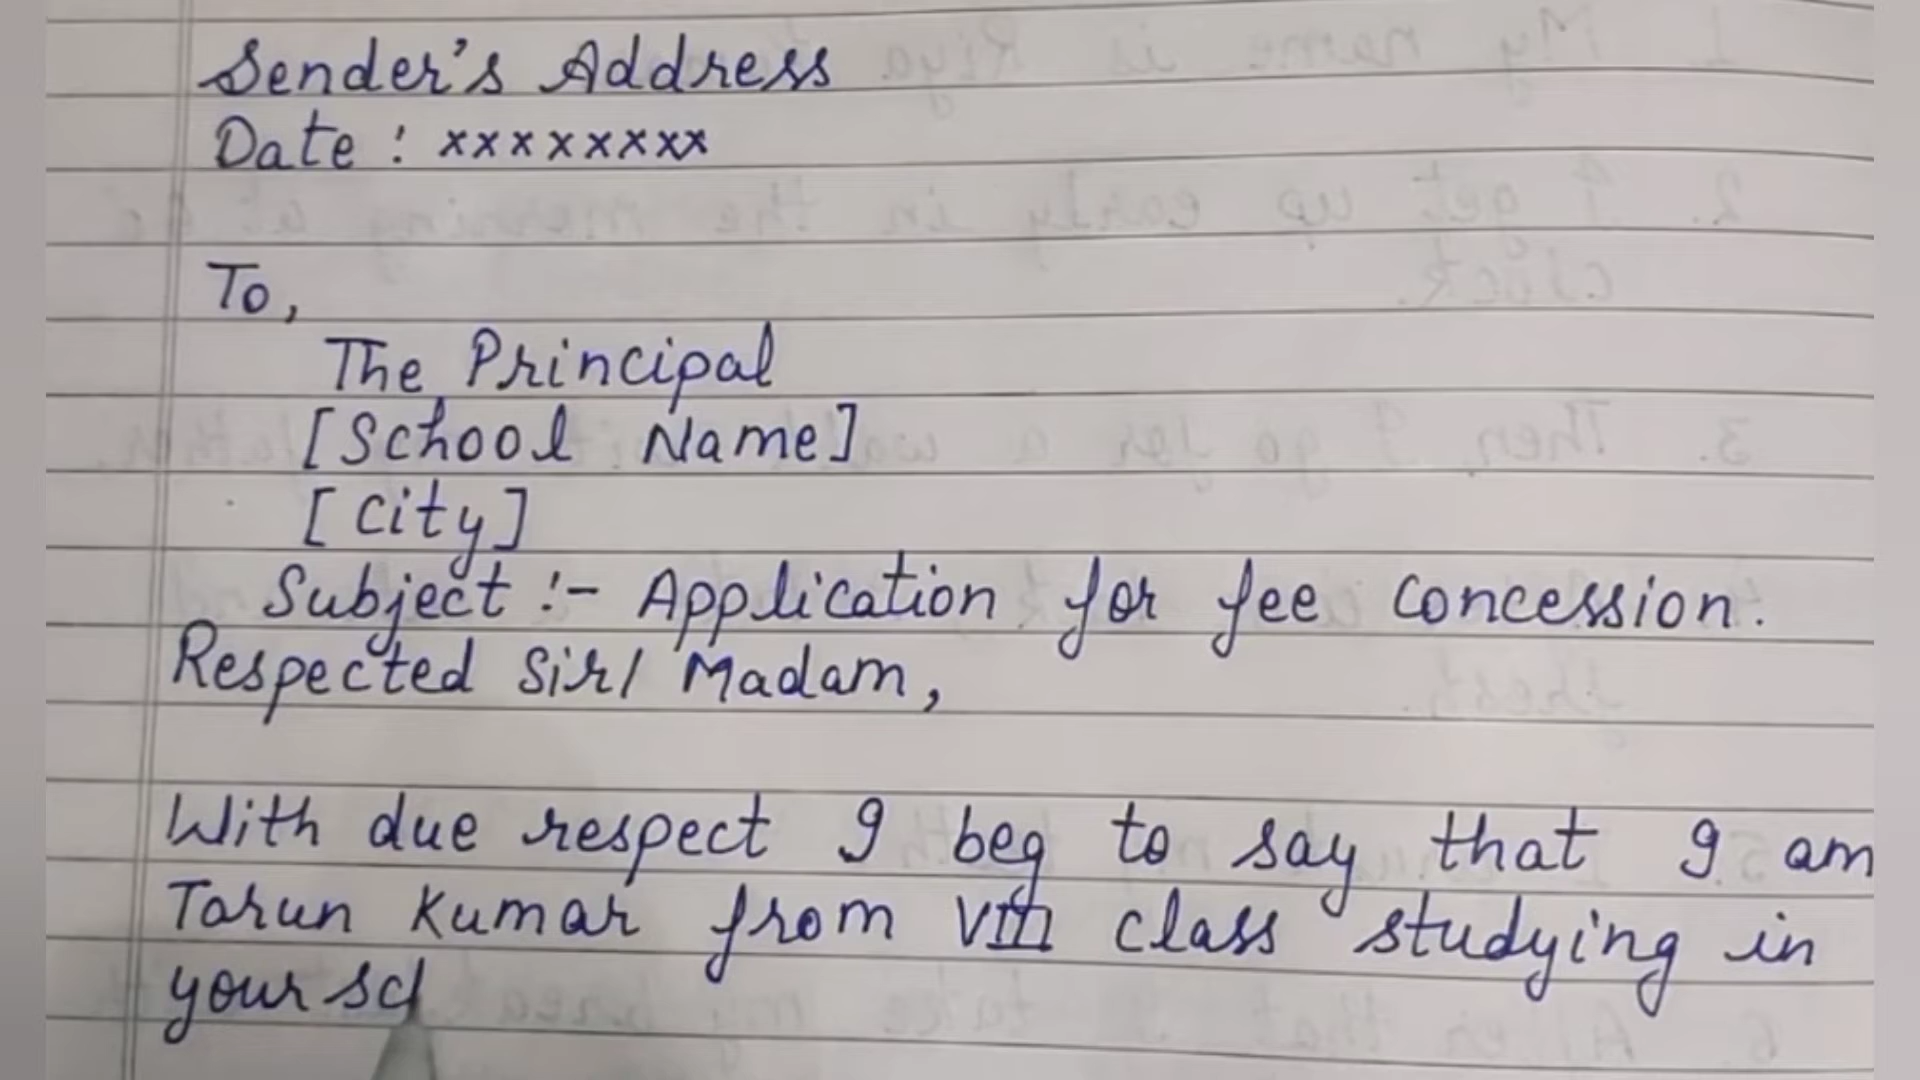 Sender's Address
Date : xxxxxxxx
To,
The Principal
[School Name]
[City]
Subject :- Application for fee concession.
Respected Sir/ Madam,
With due respect I beg to say that I am
Tarun Kumar from VIII class studying in
your